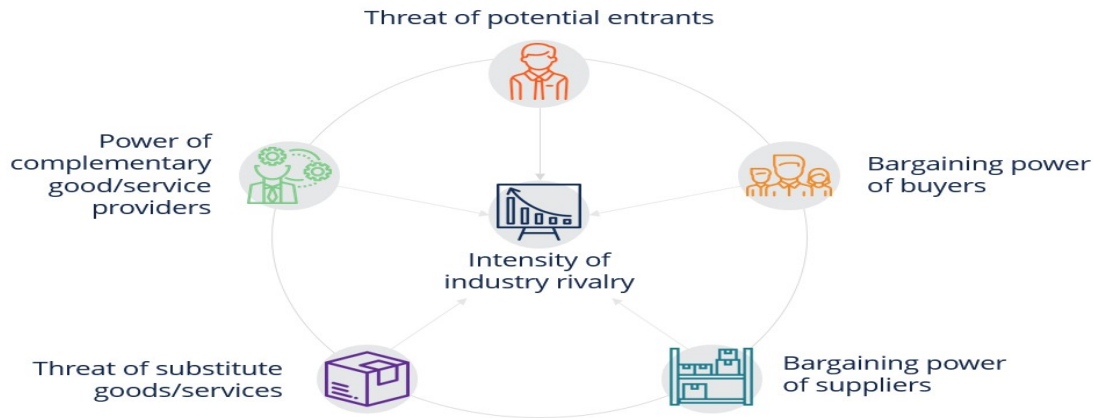 Threat of potential entrants
Power of
complementary
good/service
providers
Bargaining power
of buyers
Intensity of
industry rivalry
Threat of substitute
goods/services
Bargaining power
of suppliers